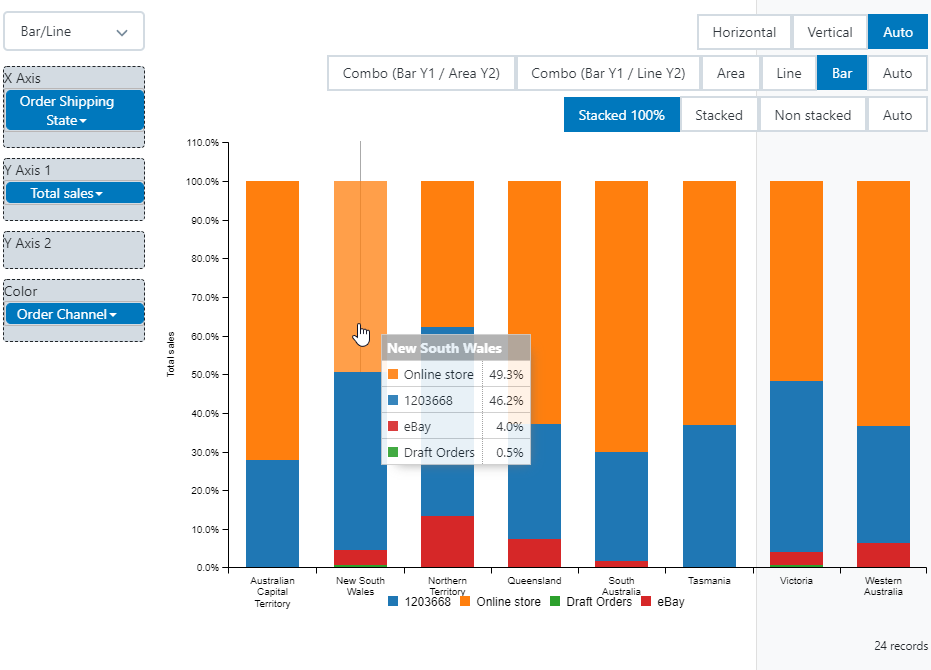 Bar/Line
Horizontal Vertical Auto
Combo (Bar Y1 / Area Y2) Combo (Bar Y1 / Line Y2) Area Line Bar Auto
Stacked 100% Stacked Non stacked Auto
X Axis
Order Shipping
State
Y Axis 1
Total sales
Y Axis 2
Color
Order Channel
110.0%
100.0%
90.0%
80.0%
70.0%
60.0%
50.0%
40.0%
30.0%
20.0%
10.0%
0.0%
Total sales
New South Wales
Online store 49.3%
1203668 46.2%
eBay 4.0%
Draft Orders 0.5%
Australian
Capital
Territory
New South
Wales
Northern
Territory
Queensland
South
Australia
Tasmania
Victoria
Western
Australia
1203668 Online store Draft Orders eBay
24 records